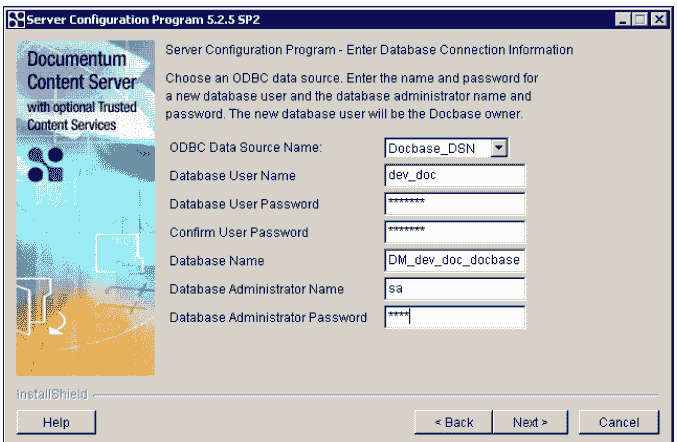 Server Configuration Program 5.2.5 SP2
Documentum
Content Server
with optional Trusted
Content Services
Server Configuration Program - Enter Database Connection Information
Choose an ODBC data source. Enter the name and password for
a new database user and the database administrator name and
password. The new database user will be the Docbase owner.
ODBC Data Source Name: Docbase_DSN
Database User Name dev_doc
Database User Password *******
Confirm User Password *******
Database Name DM_dev_doc_docbase
Database Administrator Name sa
Database Administrator Password ****
InstallShield
Help < Back Next > Cancel